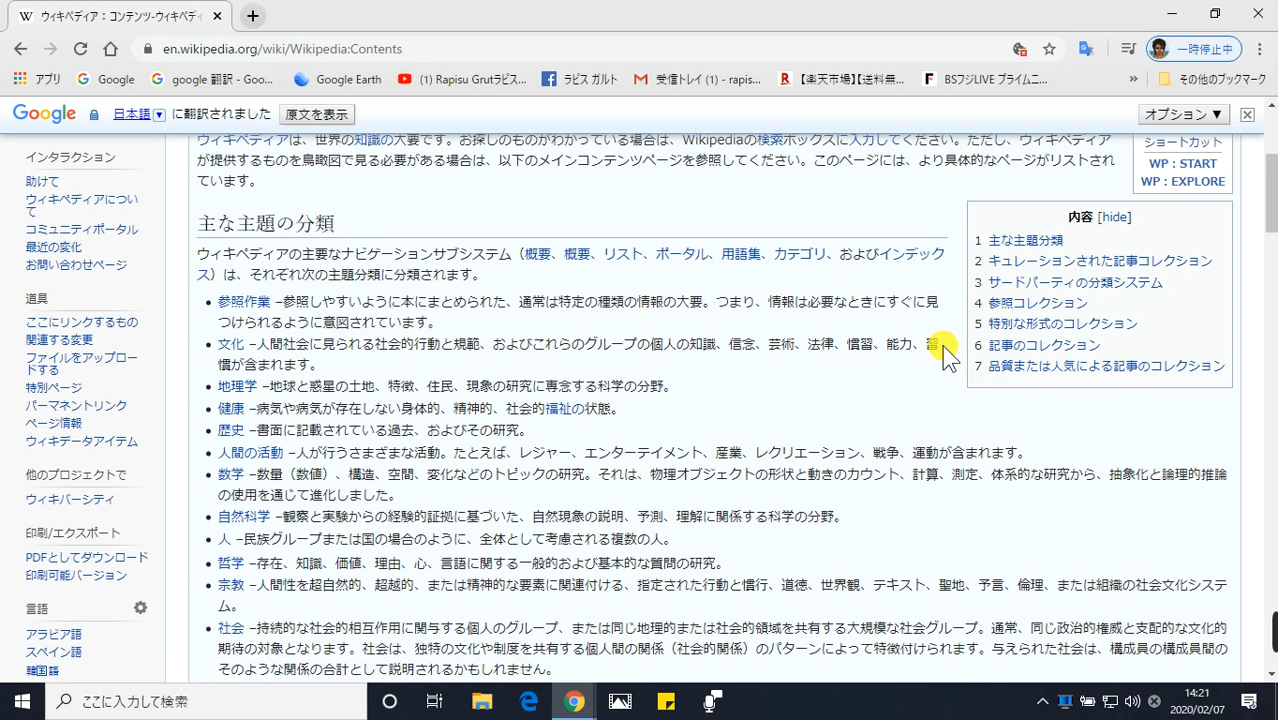 ウィキペディア：コンテンツ-ウィキペディ
en.wikipedia.org/wiki/Wikipedia:Contents
一時停止中
アプリ
Google
google 翻訳 - Goo...
Google Earth
(1) Rapisu Grutラピス...
ラピス ガルト
受信トレイ (1) - rapis...
【楽天市場】【送料無...
BSフジLIVE プライムニ...
»
その他のブックマーク
Google 日本語 に翻訳されました 原文を表示
オプション ▼
インタラクション
助けて
ウィキペディアについ
て
コミュニティポータル
最近の変化
お問い合わせページ
道具
ここにリンクするもの
関連する変更
ファイルをアップロー
ドする
特別ページ
パーマネントリンク
ページ情報
ウィキデータアイテム
他のプロジェクトで
ウィキバーシティ
印刷/エクスポート
PDFとしてダウンロード
印刷可能バージョン
言語
アラビア語
スペイン語
韓国語
ウィキペディアは、世界の知識の大要です。お探しのものがわかっている場合は、Wikipediaの検索ボックスに入力してください。ただし、ウィキペディア
が提供するものを鳥瞰図で見る必要がある場合は、以下のメインコンテンツページを参照してください。このページには、より具体的なページがリストされ
ています。
ショートカット
WP：START
WP：EXPLORE
主な主題の分類
ウィキペディアの主要なナビゲーションサブシステム（概要、概要、リスト、ポータル、用語集、カテゴリ、およびインデック
ス）は、それぞれ次の主題分類に分類されます。
内容 [hide]
1 主な主題分類
2 キュレーションされた記事コレクション
3 サードパーティの分類システム
4 参照コレクション
5 特別な形式のコレクション
6 記事のコレクション
7 品質または人気による記事のコレクション
• 参照作業 –参照しやすいように本にまとめられた、通常は特定の種類の情報の大要。つまり、情報は必要なときにすぐに見
つけられるように意図されています。
• 文化 –人間社会に見られる社会的行動と規範、およびこれらのグループの個人の知識、信念、芸術、法律、慣習、能力、習
慣が含まれます。
• 地理学 –地球と惑星の土地、特徴、住民、現象の研究に専念する科学の分野。
• 健康 –病気や病気が存在しない身体的、精神的、社会的福祉の状態。
• 歴史 –書面に記載されている過去、およびその研究。
• 人間の活動 –人が行うさまざまな活動。たとえば、レジャー、エンターテイメント、産業、レクリエーション、戦争、運動が含まれます。
• 数学 –数量（数値）、構造、空間、変化などのトピックの研究。それは、物理オブジェクトの形状と動きのカウント、計算、測定、体系的な研究から、抽象化と論理的推論
の使用を通じて進化しました。
• 自然科学 –観察と実験からの経験的証拠に基づいた、自然現象の説明、予測、理解に関係する科学の分野。
• 人 –民族グループまたは国の場合のように、全体として考慮される複数の人。
• 哲学 –存在、知識、価値、理由、心、言語に関する一般的および基本的な質問の研究。
• 宗教 –人間性を超自然的、超越的、または精神的な要素に関連付ける、指定された行動と慣行、道徳、世界観、テキスト、聖地、予言、倫理、または組織の社会文化システ
ム。
• 社会 –持続的な社会的相互作用に関与する個人のグループ、または同じ地理的または社会的領域を共有する大規模な社会グループ。通常、同じ政治的権威と支配的な文化的
期待の対象となります。社会は、独特の文化や制度を共有する個人間の関係（社会的関係）のパターンによって特徴付けられます。与えられた社会は、構成員の構成員間の
そのような関係の合計として説明されるかもしれません。
ここに入力して検索
14:21
2020/02/07